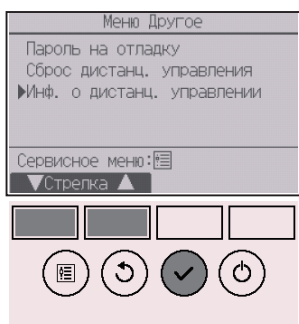 Меню Другое
Пароль на отладку
Сброс дистанц. управления
▶Инф. о дистанц. управлении
Сервисное меню:
▼Стрелка▲